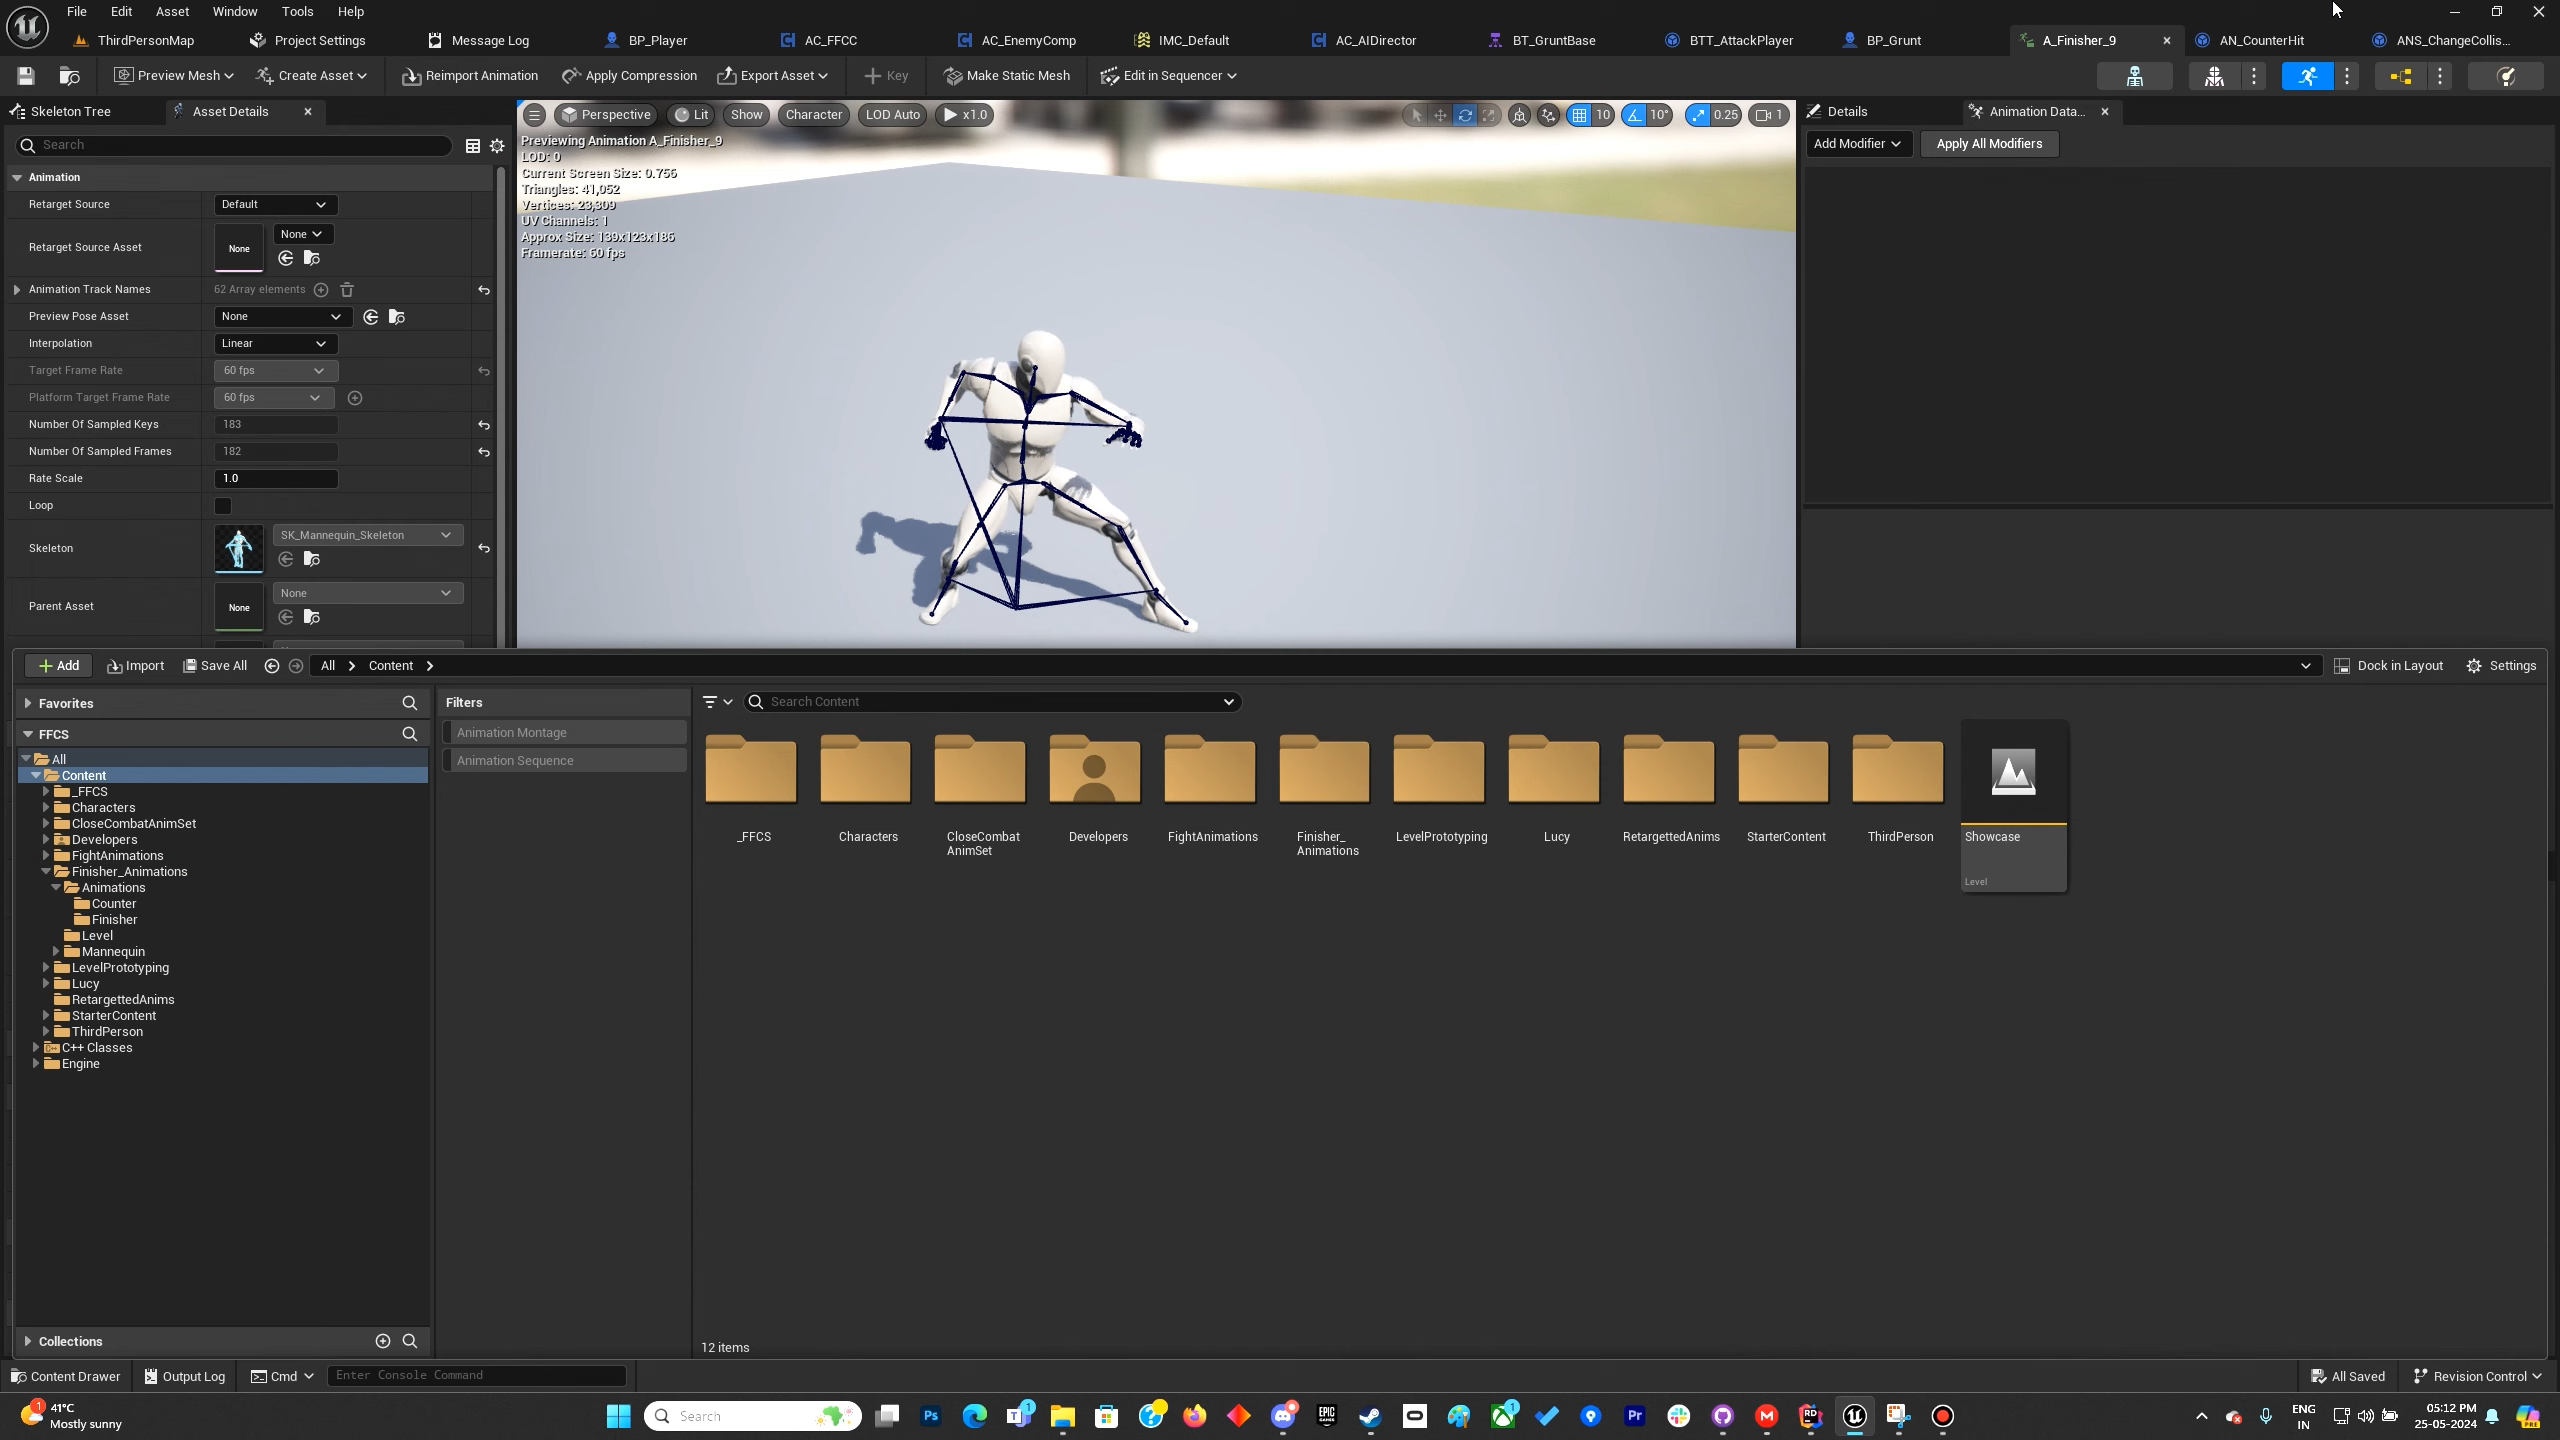 File Edit Asset Window Tools Help
ThirdPersonMap Project Settings Message Log BP_Player AC_FFCC AC_EnemyComp IMC_Default AC_AIDirector BT_GruntBase BTT_AttackPlayer BP_Grunt A_Finisher_9 AN_CounterHit ANS_ChangeCollis...
Preview Mesh Create Asset Reimport Animation Apply Compression Export Asset Key Make Static Mesh Edit in Sequencer
Skeleton Tree Asset Details
Search
Animation
Retarget Source Default
Retarget Source Asset None None
Animation Track Names 62 Array elements
Preview Pose Asset None
Interpolation Linear
Target Frame Rate 60 fps
Platform Target Frame Rate 60 fps
Number Of Sampled Keys 183
Number Of Sampled Frames 182
Rate Scale 1.0
Loop
Skeleton SK_Mannequin_Skeleton
Parent Asset None None
Perspective Lit Show Character LOD Auto x1.0 10 10° 0.25 1
Previewing Animation A_Finisher_9
LOD: 0
Current Screen Size: 0.756
Triangles: 41,052
Vertices: 23,309
UV Channels: 1
Approx Size: 139x123x186
Framerate: 60 fps
Details Animation Data...
Add Modifier Apply All Modifiers
Add Import Save All All Content Dock in Layout Settings
Favorites
FFCS
All
Content
_FFCS
Characters
CloseCombatAnimSet
Developers
FightAnimations
Finisher_Animations
Animations
Counter
Finisher
Level
Mannequin
LevelPrototyping
Lucy
RetargettedAnims
StarterContent
ThirdPerson
C++ Classes
Engine
Collections
Filters
Animation Montage
Animation Sequence
Search Content
_FFCS Characters CloseCombat Developers FightAnimations Finisher_ LevelPrototyping Lucy RetargettedAnims StarterContent ThirdPerson Showcase
AnimSet Animations
Level
12 items
Content Drawer Output Log Cmd Enter Console Command All Saved Revision Control
1 41°C
Mostly sunny
Search
Ps 1 EPIC GAMES 1 Pr M RD
ENG
IN
05:12 PM
25-05-2024
PRE